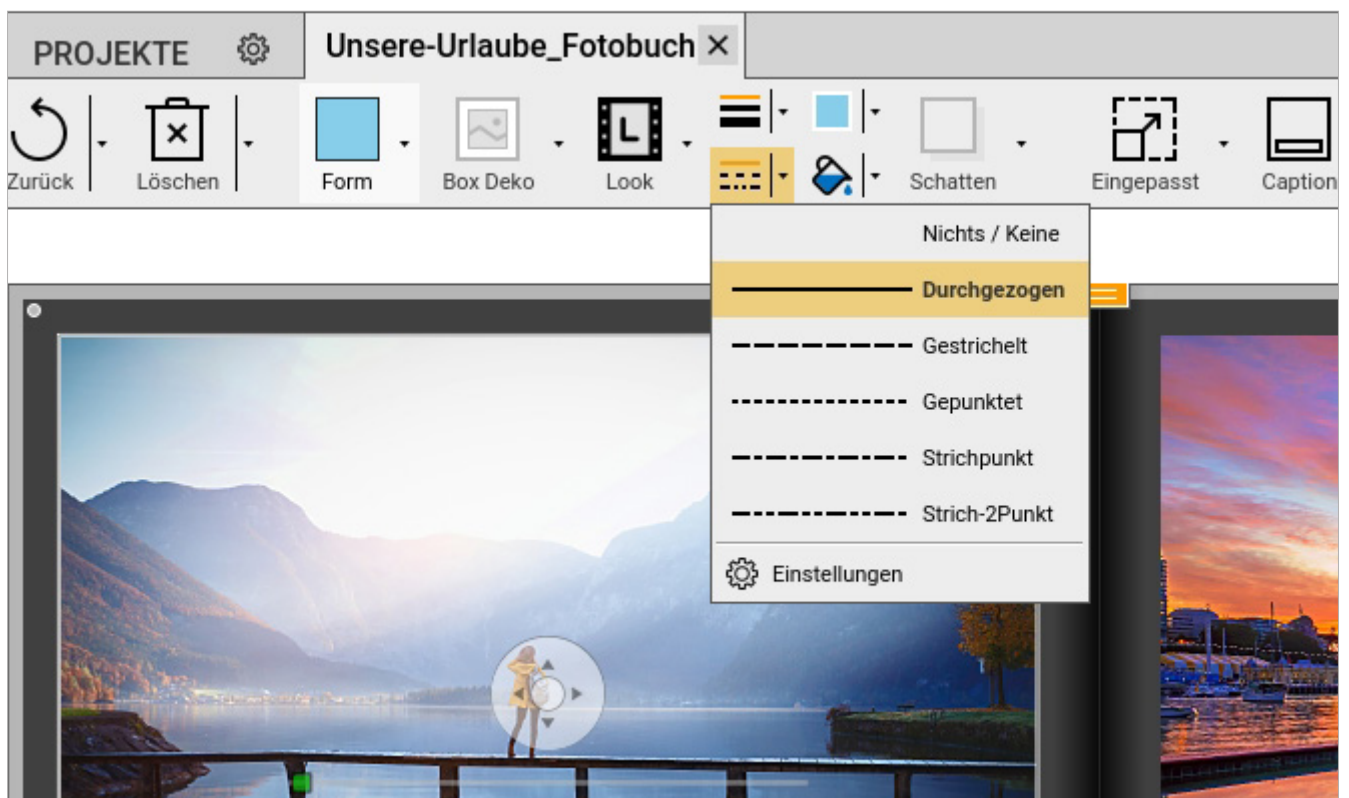 PROJEKTE
Unsere-Urlaube_Fotobuch
Zurück
Löschen
Form
Box Deko
L
Look
Schatten
Eingepasst
Caption
Nichts / Keine
Durchgezogen
Gestrichelt
Gepunktet
Strichpunkt
Strich-2Punkt
Einstellungen